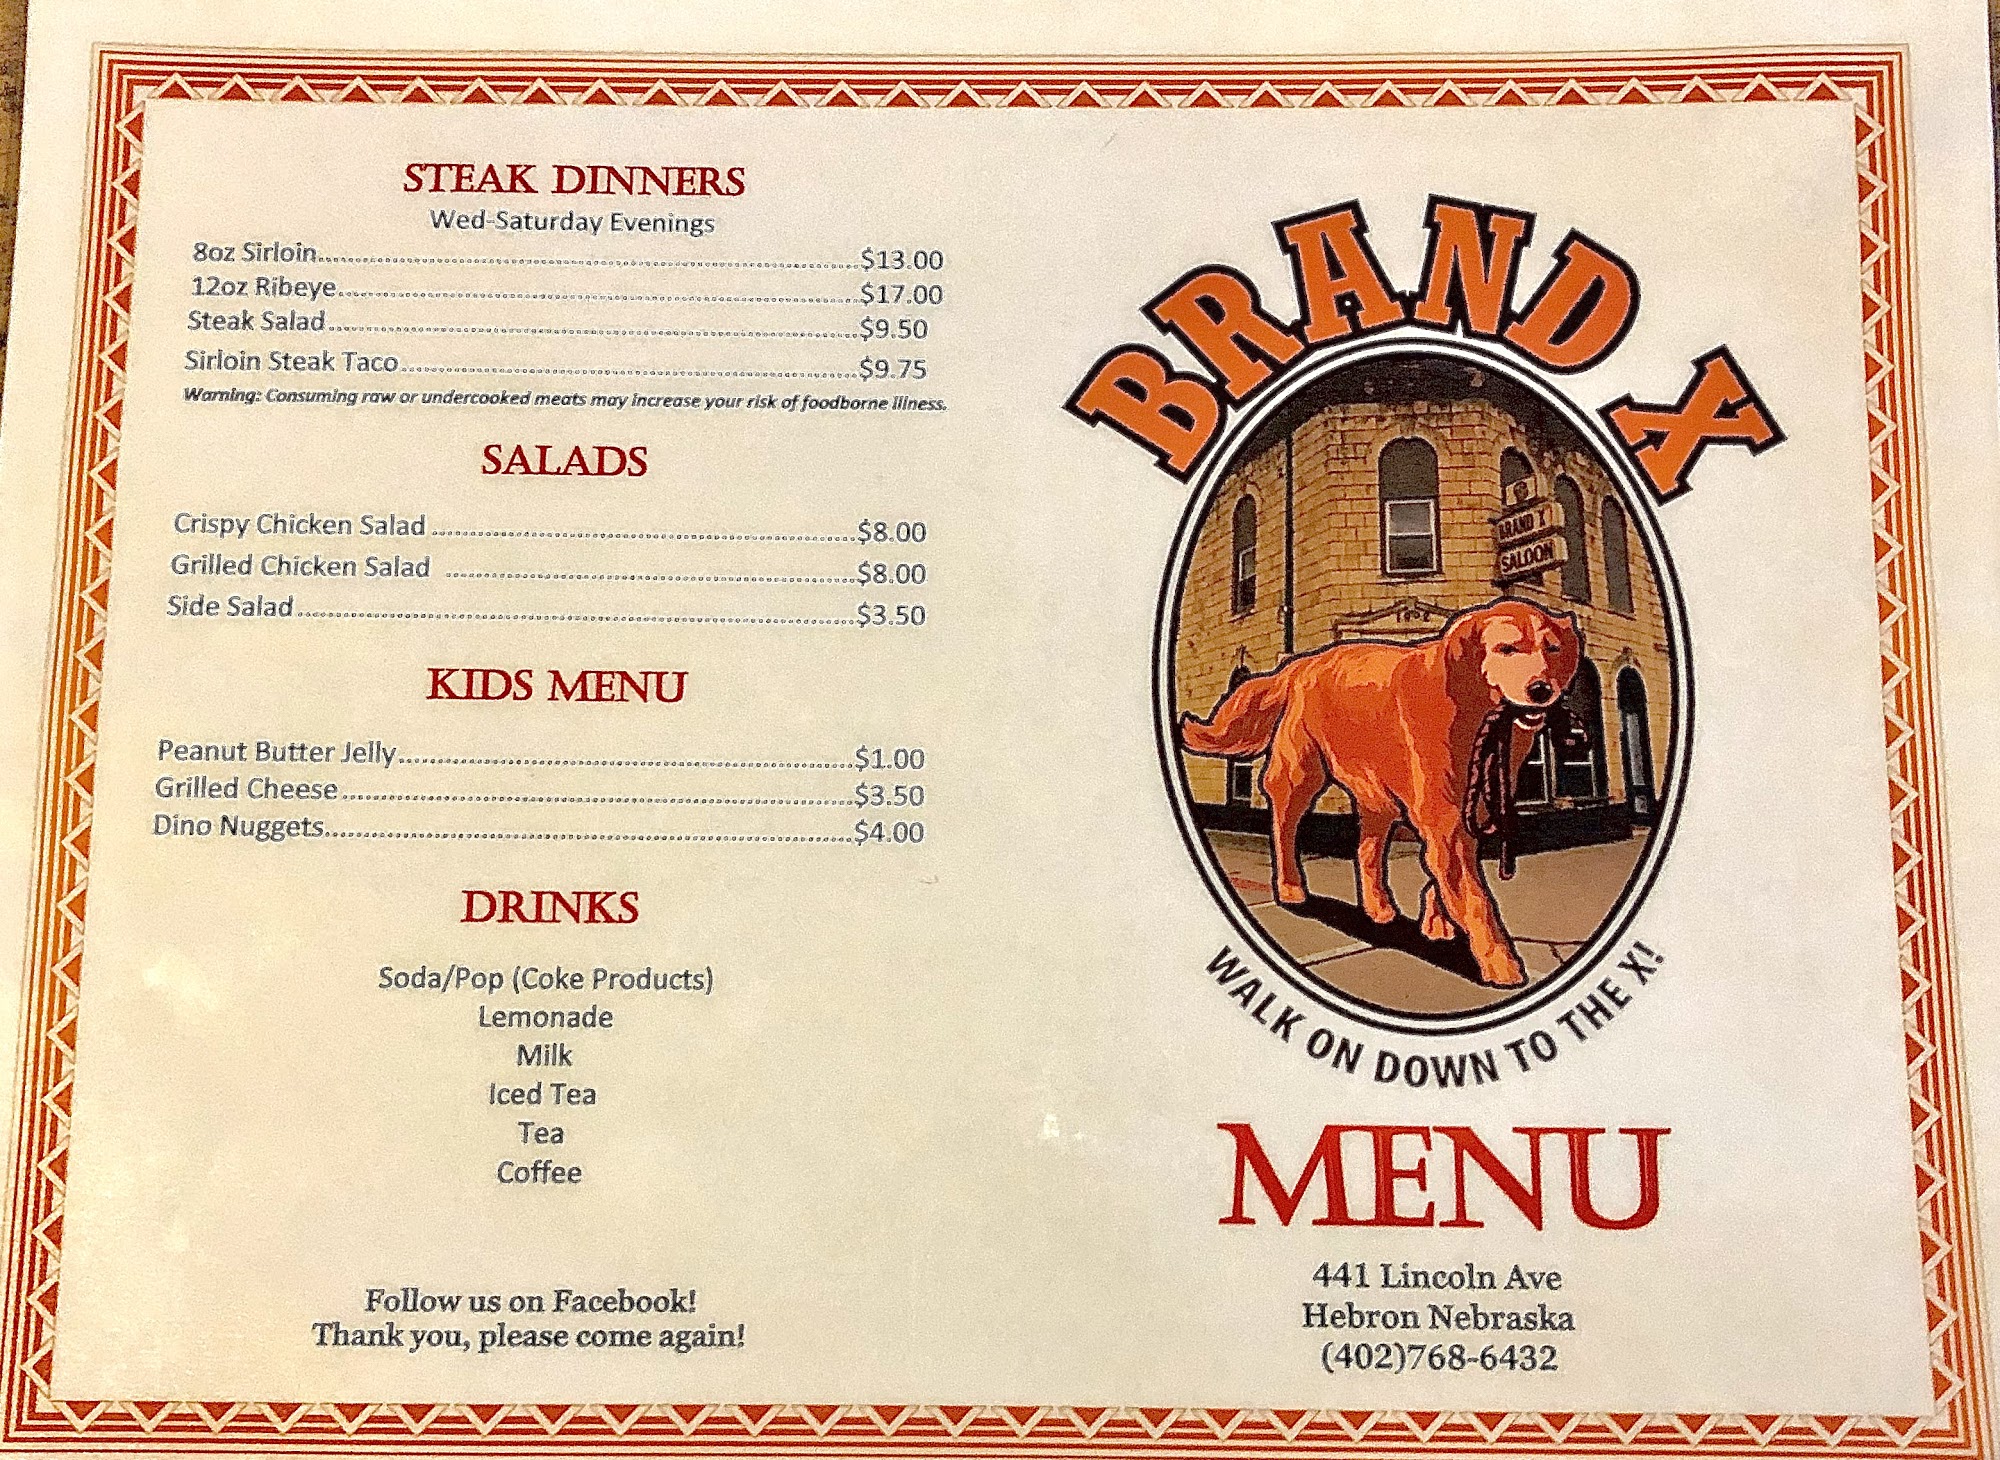 STEAK DINNERS
Wed-Saturday Evenings
8oz Sirloin $13.00
12oz Ribeye $17.00
Steak Salad $9.50
Sirloin Steak Taco $9.75
Warning: Consuming raw or undercooked meats may increase your risk of foodborne illness.
SALADS
Crispy Chicken Salad $8.00
Grilled Chicken Salad $8.00
Side Salad $3.50
KIDS MENU
Peanut Butter Jelly $1.00
Grilled Cheese $3.50
Dino Nuggets $4.00
DRINKS
Soda/Pop (Coke Products)
Lemonade
Milk
Iced Tea
Tea
Coffee
Follow us on Facebook!
Thank you, please come again!
BRAND X
BRAND X
SALOON
WALK ON DOWN TO THE X!
MENU
441 Lincoln Ave
Hebron Nebraska
(402)768-6432